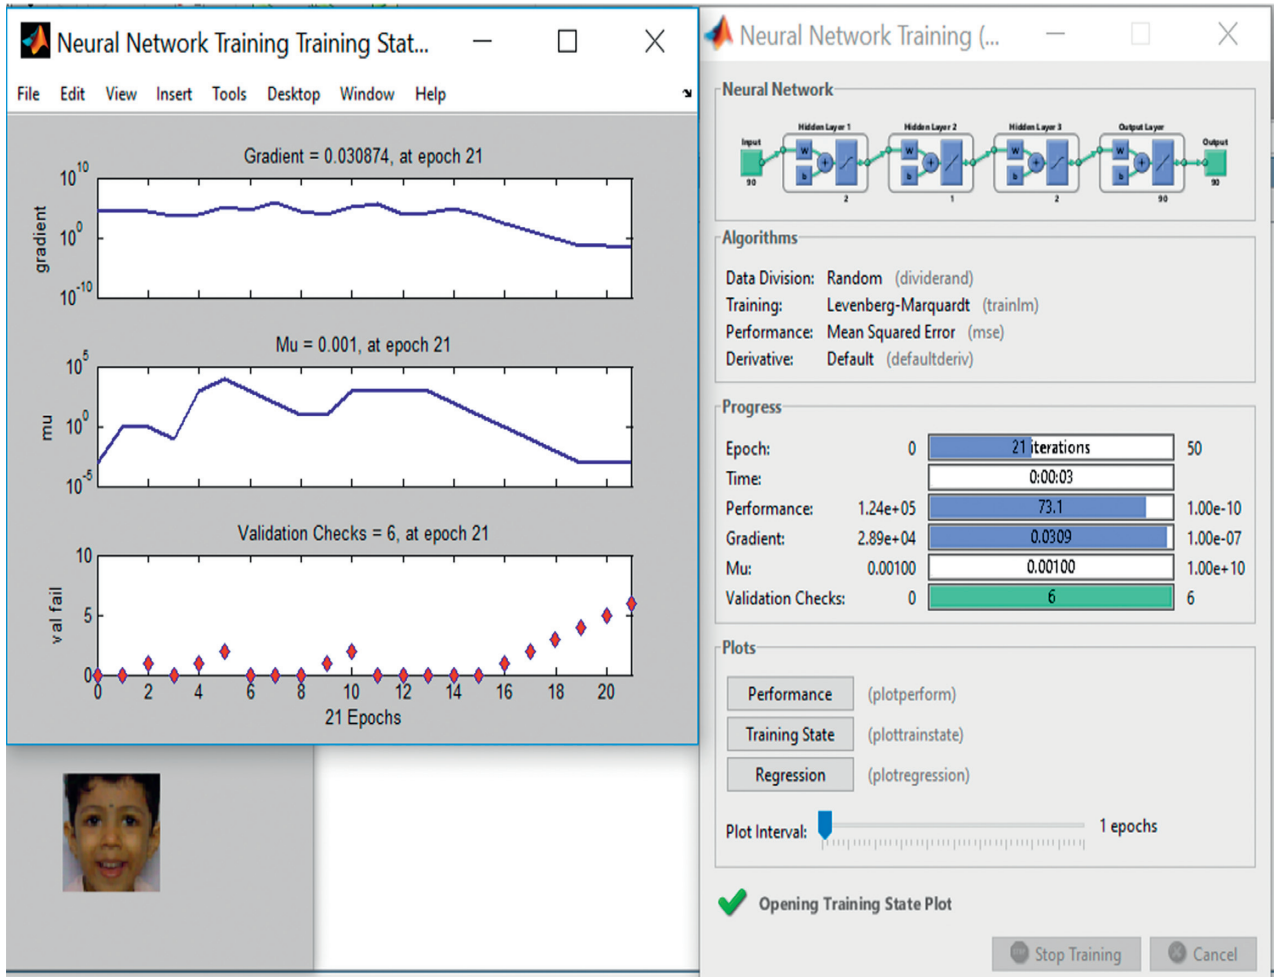 Neural Network Training Training Stat...
File Edit View Insert Tools Desktop Window Help
Gradient = 0.030874, at epoch 21
10^10
10^0
10^-10
gradient
Mu = 0.001, at epoch 21
10^5
10^0
10^-5
mu
Validation Checks = 6, at epoch 21
10
5
0
val fail
0 2 4 6 8 10 12 14 16 18 20
21 Epochs
Neural Network Training (...
Neural Network
Hidden Layer 1 Hidden Layer 2 Hidden Layer 3 Output Layer
Input Output
W W W W
b b b b
+ + + +
90 90
2 1 2 90
Algorithms
Data Division: Random (dividerand)
Training: Levenberg-Marquardt (trainlm)
Performance: Mean Squared Error (mse)
Derivative: Default (defaultderiv)
Progress
Epoch: 0 21 iterations 50
Time: 0:00:03
Performance: 1.24e+05 73.1 1.00e-10
Gradient: 2.89e+04 0.0309 1.00e-07
Mu: 0.00100 0.00100 1.00e+10
Validation Checks: 0 6 6
Plots
Performance (plotperform)
Training State (plottrainstate)
Regression (plotregression)
Plot Interval: 1 epochs
Opening Training State Plot
Stop Training Cancel